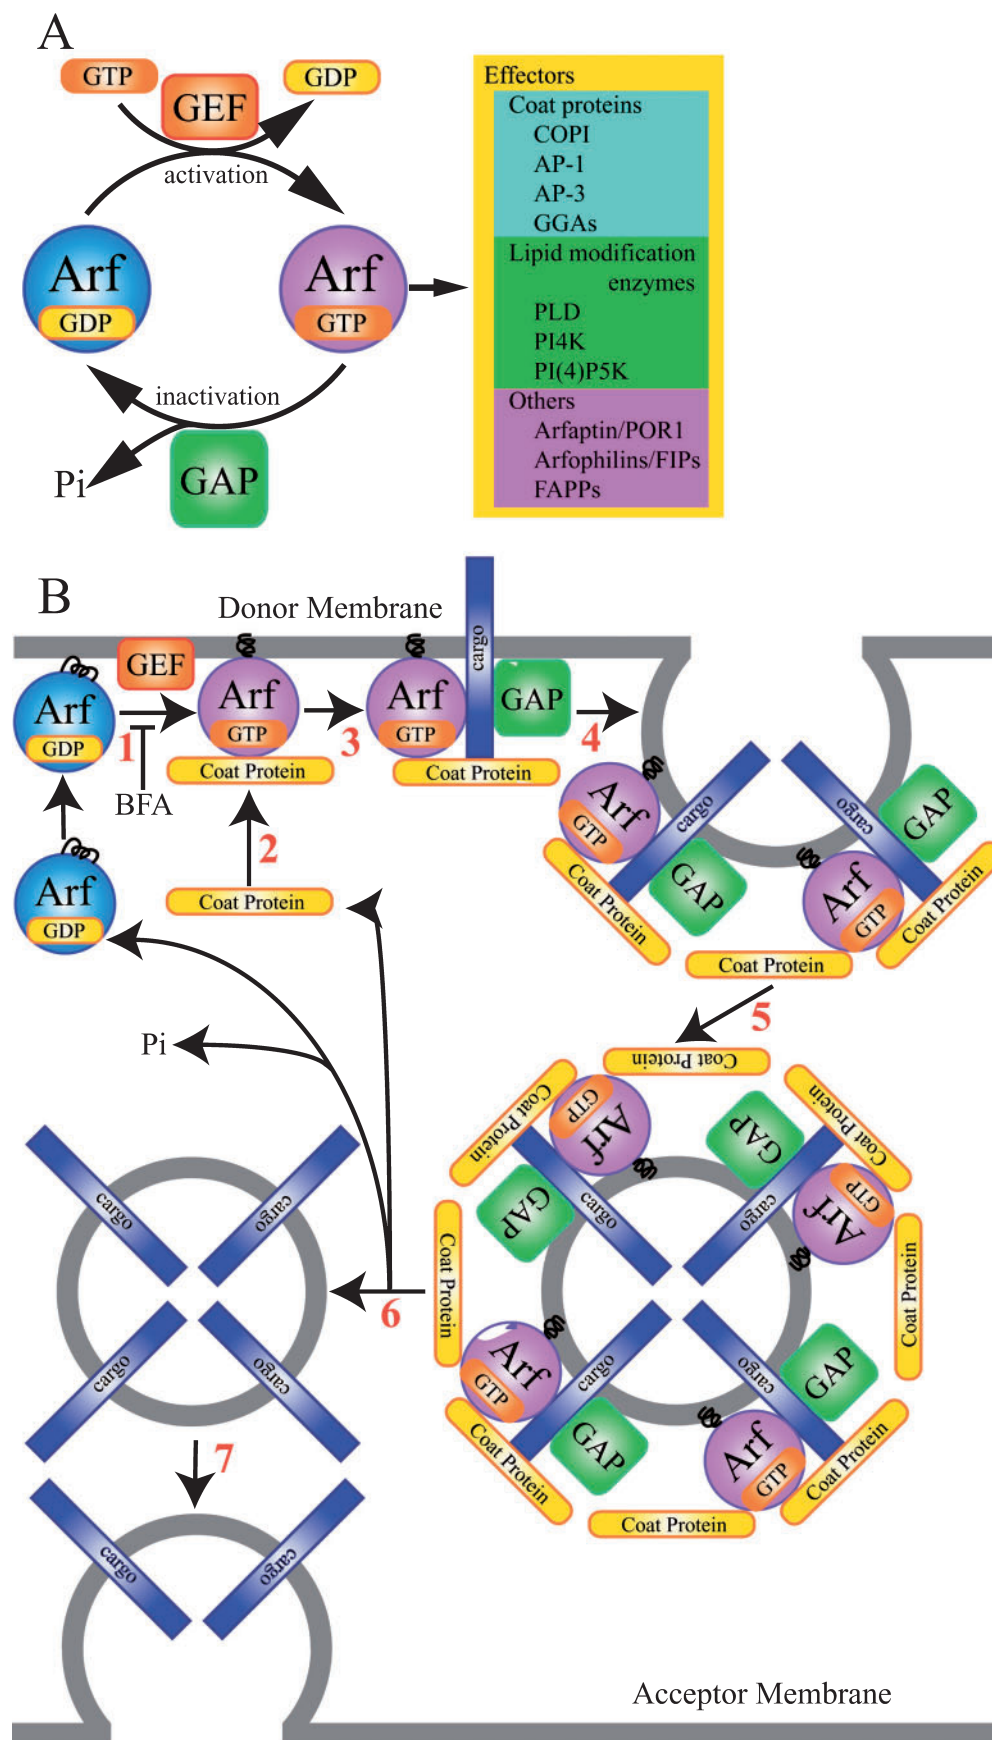 A
GTP
GEF
GDP
activation
Arf
GDP
Arf
GTP
inactivation
Pi
GAP
Effectors
Coat proteins
COPI
AP-1
AP-3
GGAs
Lipid modification
enzymes
PLD
PI4K
PI(4)P5K
Others
Arfaptin/POR1
Arfophilins/FIPs
FAPPs
B
Donor Membrane
Arf
GDP
GEF
1
BFA
Arf
GTP
Coat Protein
3
Arf
GTP
cargo
GAP
Coat Protein
4
2
Coat Protein
Arf
GDP
Arf
GTP
cargo
GAP
Coat Protein
cargo
GAP
Arf
GTP
Coat Protein
Coat Protein
5
Pi
Coat Protein
Coat Protein
GTP
Arf
GAP
cargo
GAP
cargo
Coat Protein
GTP
Arf
Coat Protein
Coat Protein
Arf
GTP
cargo
GAP
Coat Protein
cargo
GAP
Arf
GTP
Coat Protein
Coat Protein
6
cargo
cargo
cargo
cargo
7
cargo
cargo
Acceptor Membrane